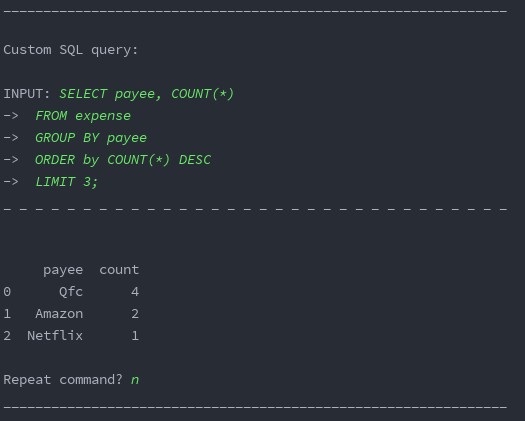 Custom SQL query:
INPUT: SELECT payee, COUNT(*)
-> FROM expense
-> GROUP BY payee
-> ORDER by COUNT(*) DESC
-> LIMIT 3;
payee count
0 Qfc 4
1 Amazon 2
2 Netflix 1
Repeat command? n